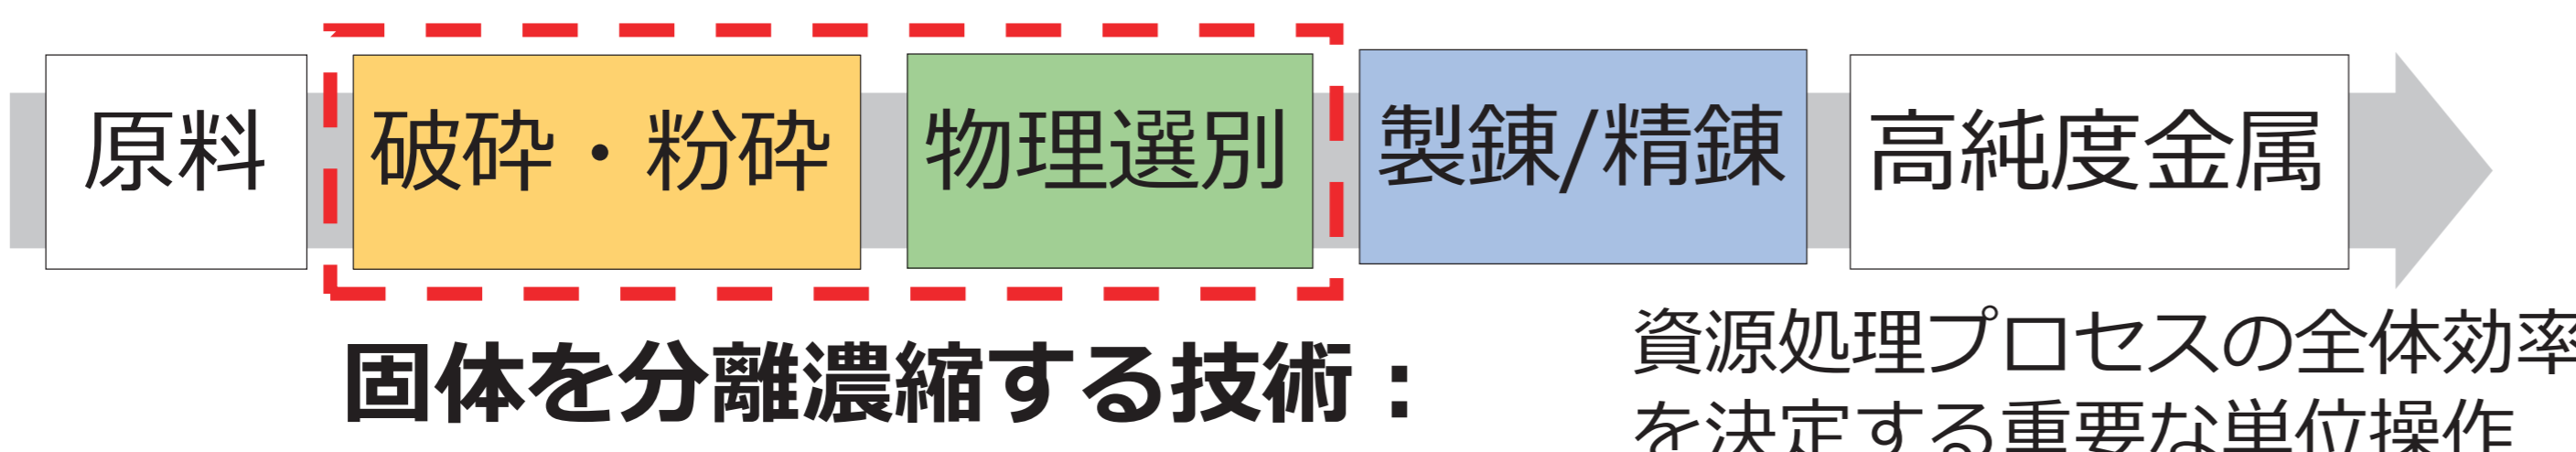 原料
破砕・粉砕
物理選別
製錬/精錬
高純度金属
固体を分離濃縮する技術：
資源処理プロセスの全体効率
を決定する重要な単位操作